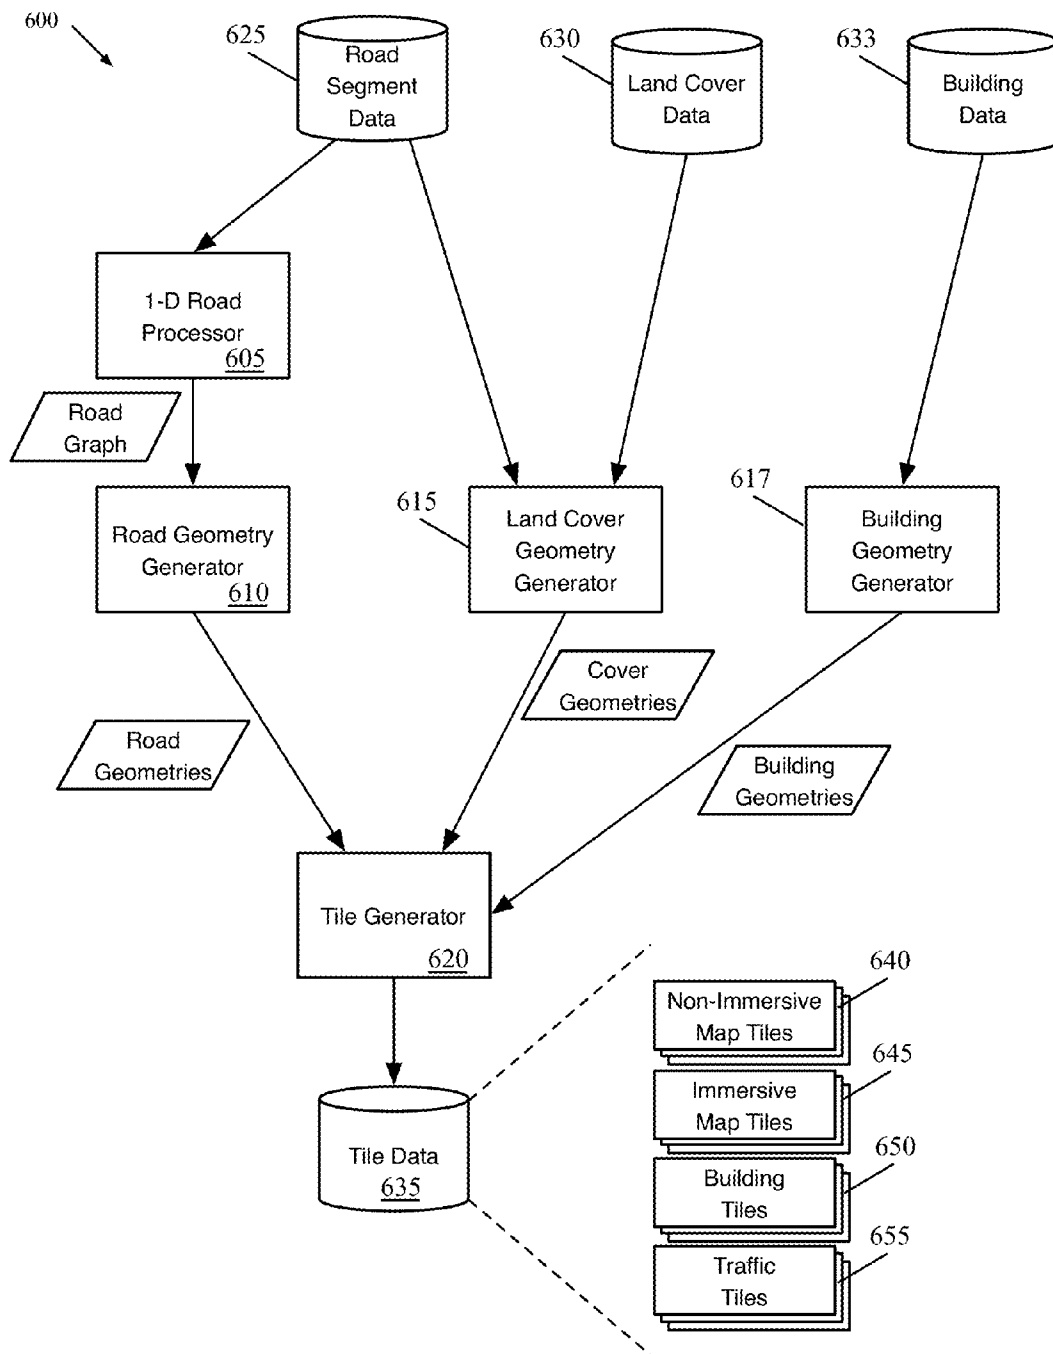 600
625
Road
Segment
Data
630
Land Cover
Data
633
Building
Data
1-D Road
Processor
605
Road
Graph
Road Geometry
Generator
610
615
Land Cover
Geometry
Generator
617
Building
Geometry
Generator
Cover
Geometries
Road
Geometries
Building
Geometries
Tile Generator
620
Tile Data
635
640
Non-Immersive
Map Tiles
645
Immersive
Map Tiles
650
Building
Tiles
655
Traffic
Tiles